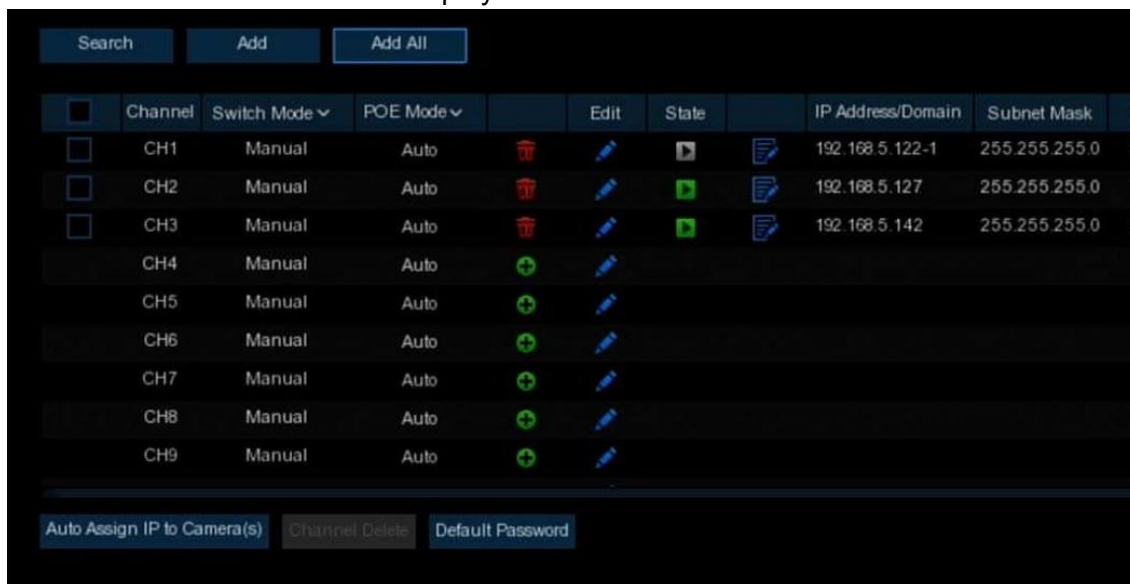 Search Add Add All
Channel Switch Mode POE Mode Edit State IP Address/Domain Subnet Mask
CH1 Manual Auto 192.168.5.122-1 255.255.255.0
CH2 Manual Auto 192.168.5.127 255.255.255.0
CH3 Manual Auto 192.168.5.142 255.255.255.0
CH4 Manual Auto
CH5 Manual Auto
CH6 Manual Auto
CH7 Manual Auto
CH8 Manual Auto
CH9 Manual Auto
Auto Assign IP to Camera(s) Channel Delete Default Password